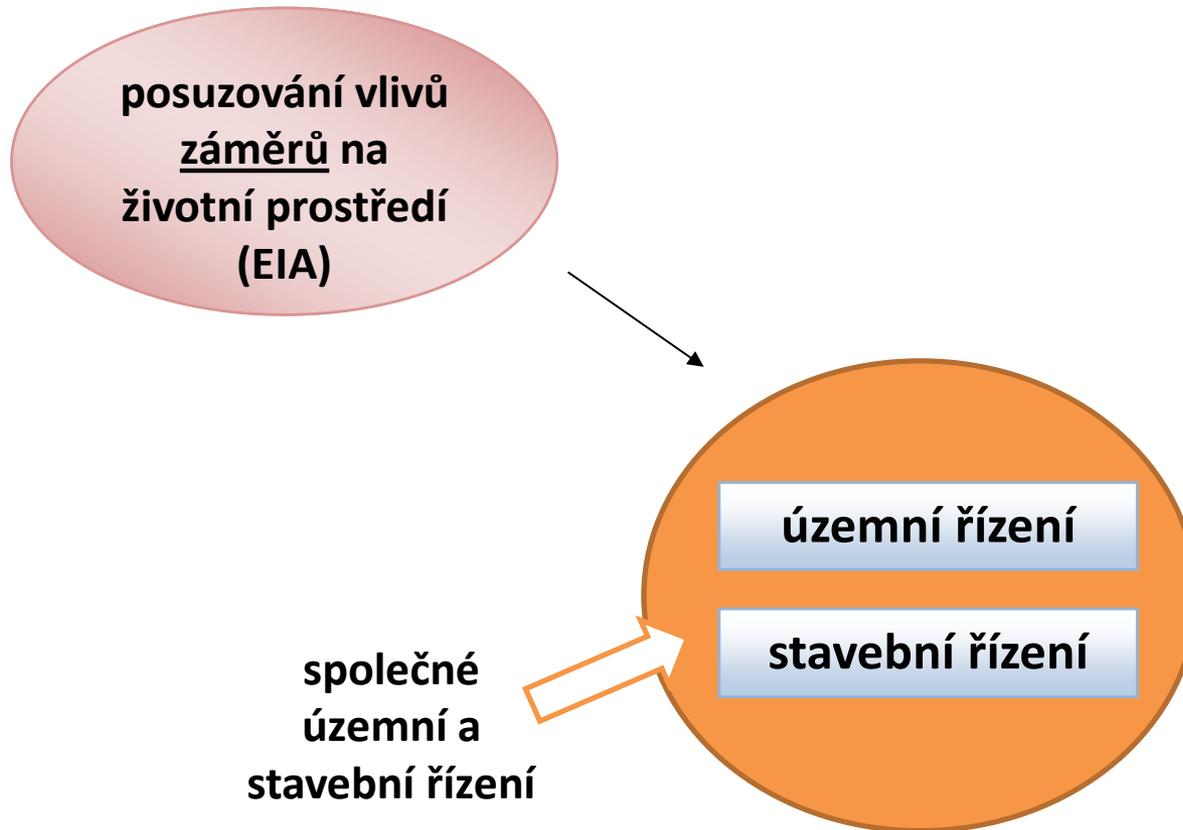 posuzování vlivů
záměrů na
životní prostředí
(EIA)
územní řízení
stavební řízení
společné
územní a
stavební řízení